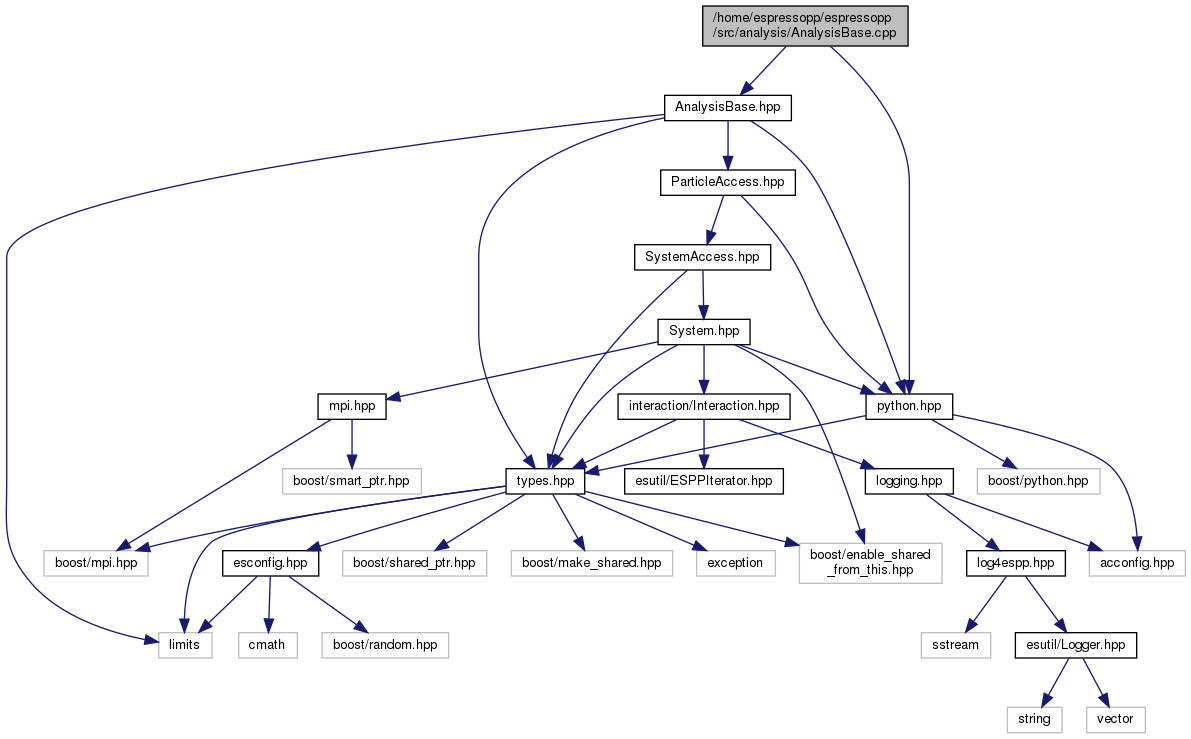 /home/espressopp/espressopp
/src/analysis/AnalysisBase.cpp
AnalysisBase.hpp
ParticleAccess.hpp
SystemAccess.hpp
System.hpp
mpi.hpp
interaction/Interaction.hpp
python.hpp
boost/smart_ptr.hpp
types.hpp
esutil/ESPPIterator.hpp
logging.hpp
boost/python.hpp
boost/mpi.hpp
esconfig.hpp
boost/shared_ptr.hpp
boost/make_shared.hpp
exception
boost/enable_shared
_from_this.hpp
log4espp.hpp
acconfig.hpp
limits
cmath
boost/random.hpp
sstream
esutil/Logger.hpp
string
vector